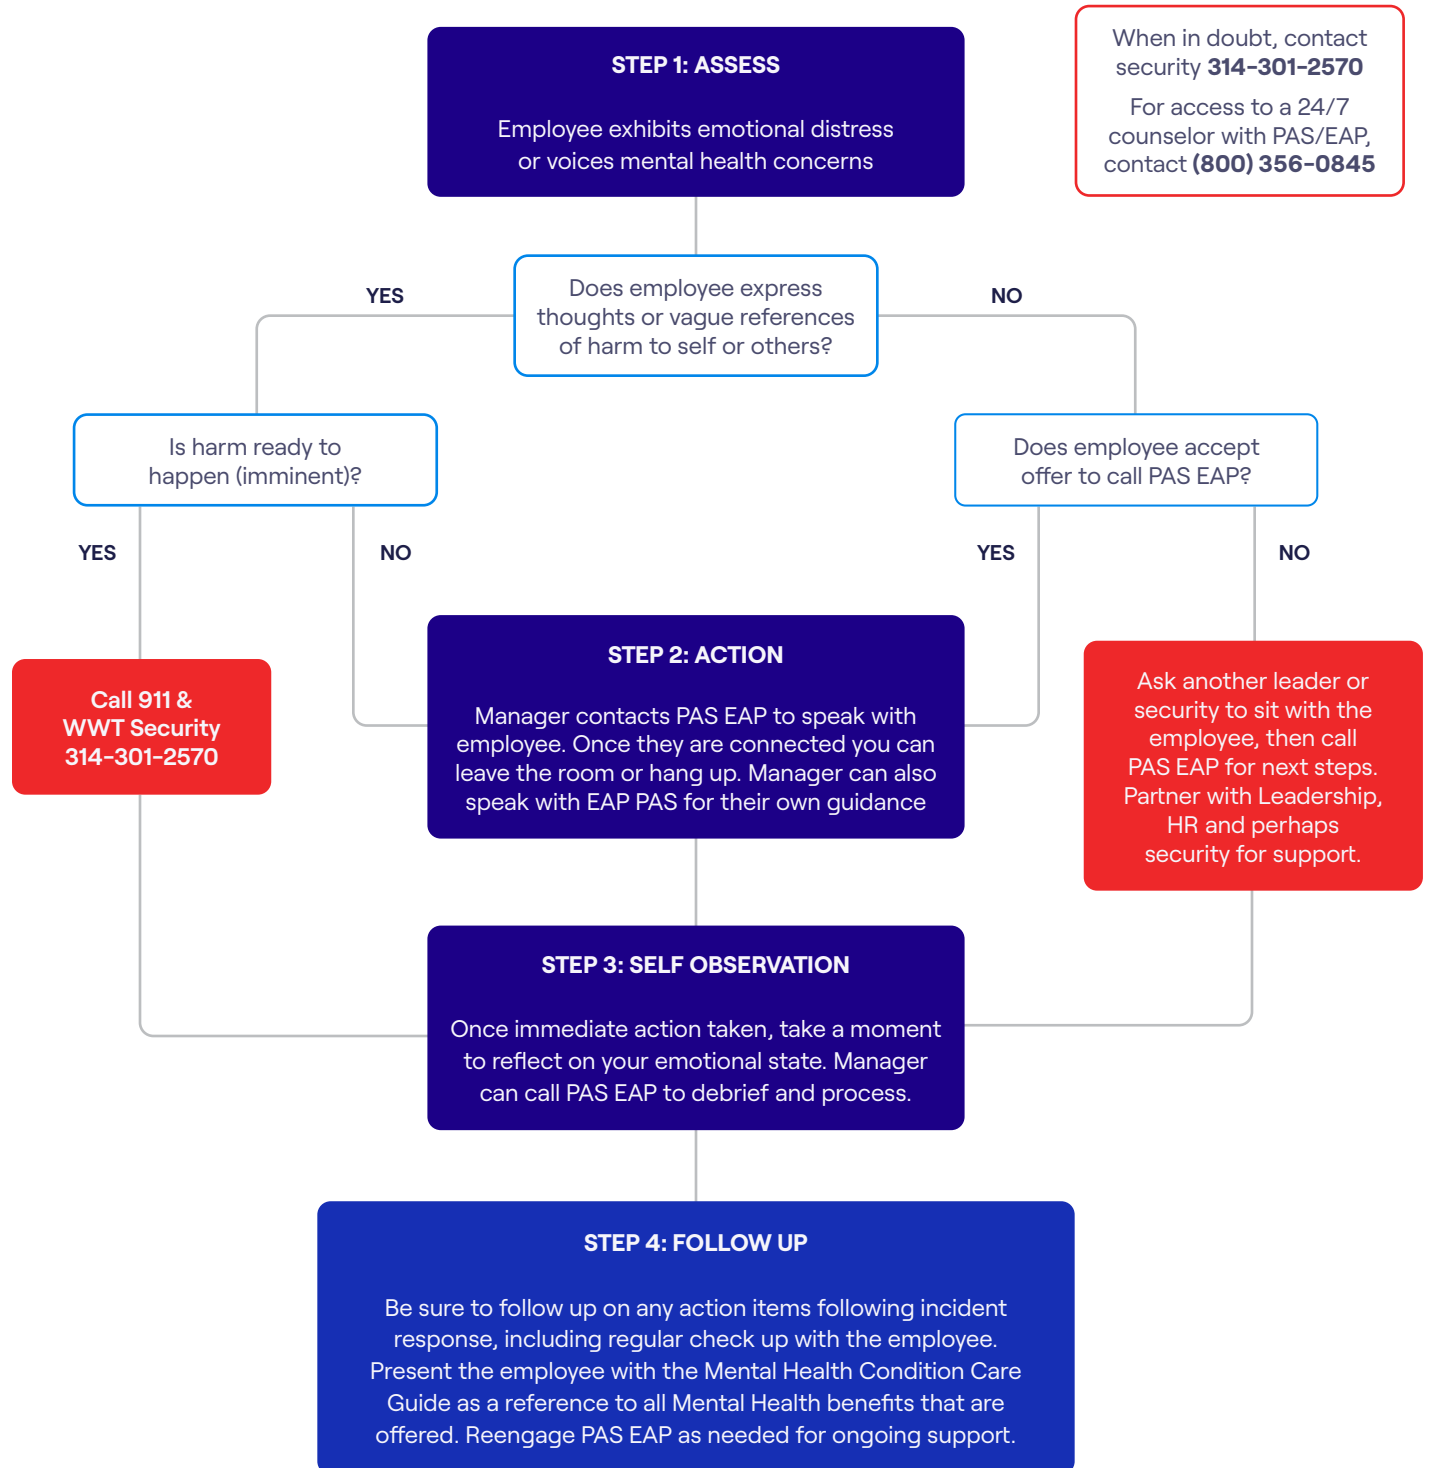 STEP 1: ASSESS
Employee exhibits emotional distress
or voices mental health concerns
When in doubt, contact
security 314-301-2570
For access to a 24/7
counselor with PAS/EAP,
contact (800) 356-0845
YES
Does employee express
thoughts or vague references
of harm to self or others?
NO
Is harm ready to
happen (imminent)?
Does employee accept
offer to call PAS EAP?
YES
NO
YES
NO
Call 911 &
WWT Security
314-301-2570
STEP 2: ACTION
Manager contacts PAS EAP to speak with
employee. Once they are connected you can
leave the room or hang up. Manager can also
speak with EAP PAS for their own guidance
Ask another leader or
security to sit with the
employee, then call
PAS EAP for next steps.
Partner with Leadership,
HR and perhaps
security for support.
STEP 3: SELF OBSERVATION
Once immediate action taken, take a moment
to reflect on your emotional state. Manager
can call PAS EAP to debrief and process.
STEP 4: FOLLOW UP
Be sure to follow up on any action items following incident
response, including regular check up with the employee.
Present the employee with the Mental Health Condition Care
Guide as a reference to all Mental Health benefits that are
offered. Reengage PAS EAP as needed for ongoing support.